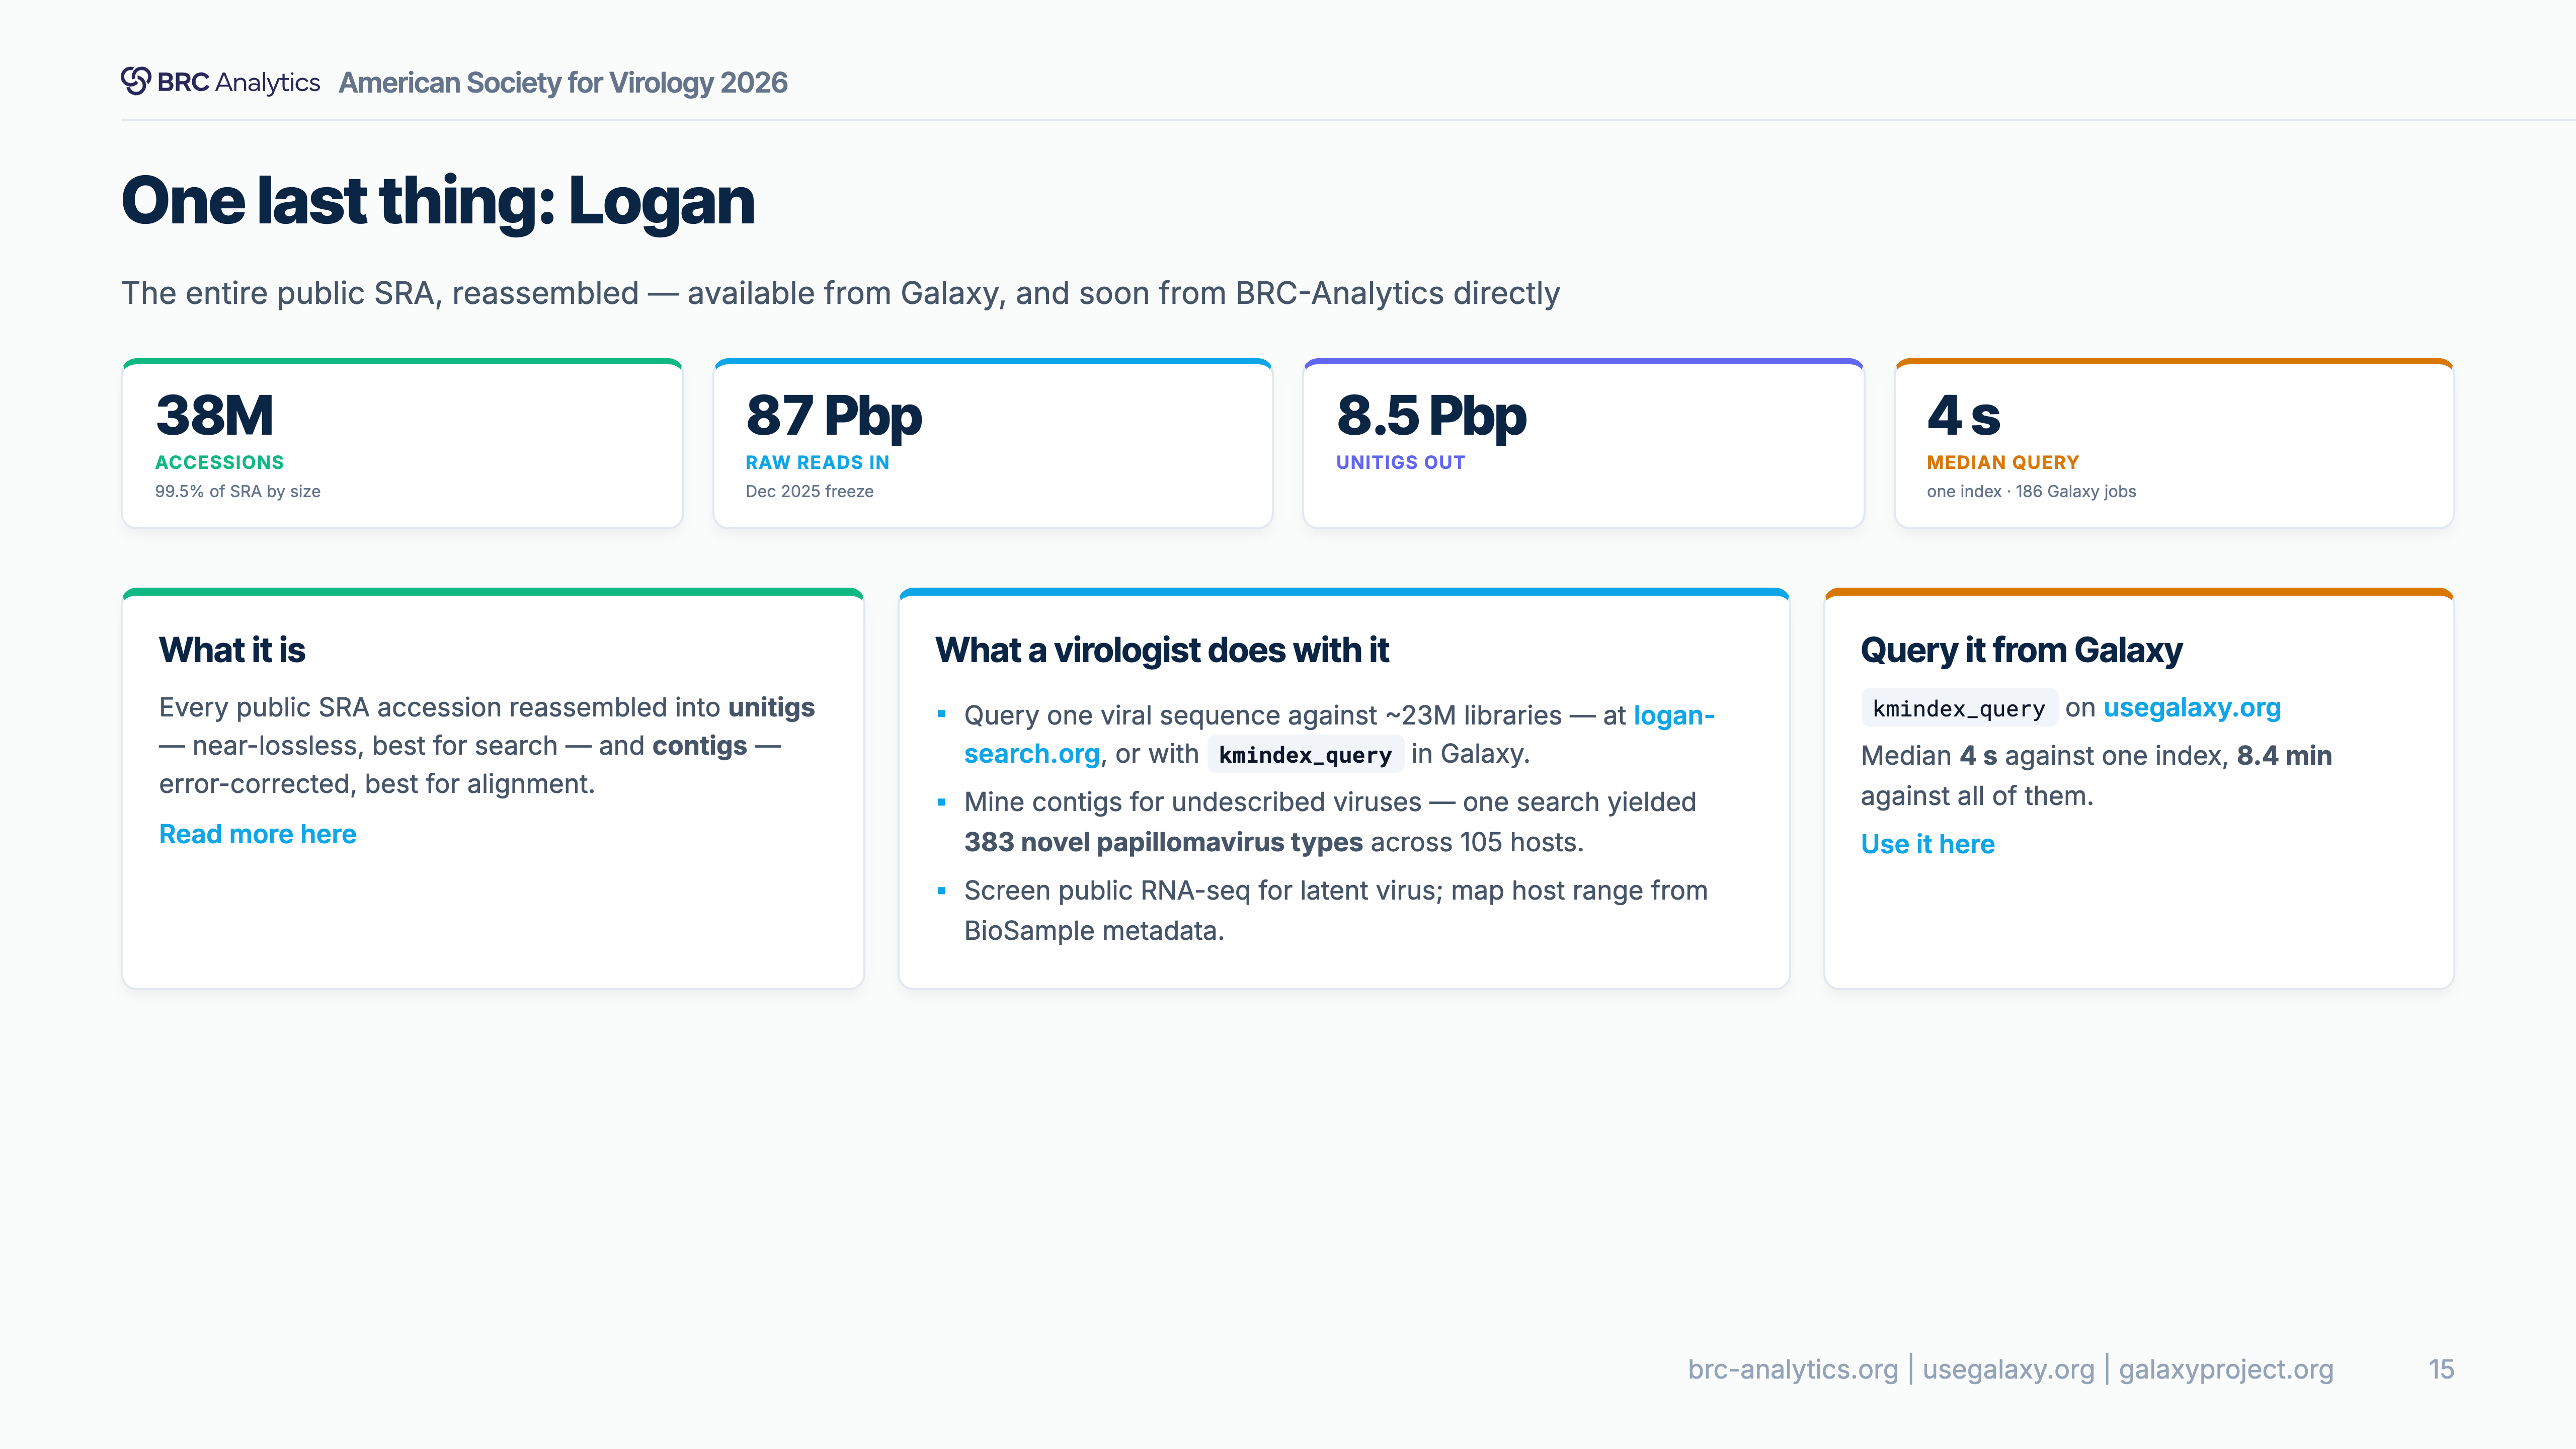 BRC Analytics American Society for Virology 2026
One last thing: Logan
The entire public SRA, reassembled — available from Galaxy, and soon from BRC-Analytics directly
38M
ACCESSIONS
99.5% of SRA by size
87 Pbp
RAW READS IN
Dec 2025 freeze
8.5 Pbp
UNITIGS OUT
4 s
MEDIAN QUERY
one index · 186 Galaxy jobs
What it is
Every public SRA accession reassembled into unitigs
— near-lossless, best for search — and contigs —
error-corrected, best for alignment.
Read more here
What a virologist does with it
▪ Query one viral sequence against ~23M libraries — at logan-
search.org, or with kmindex_query in Galaxy.
▪ Mine contigs for undescribed viruses — one search yielded
383 novel papillomavirus types across 105 hosts.
▪ Screen public RNA-seq for latent virus; map host range from
BioSample metadata.
Query it from Galaxy
kmindex_query on usegalaxy.org
Median 4 s against one index, 8.4 min
against all of them.
Use it here
brc-analytics.org | usegalaxy.org | galaxyproject.org 15